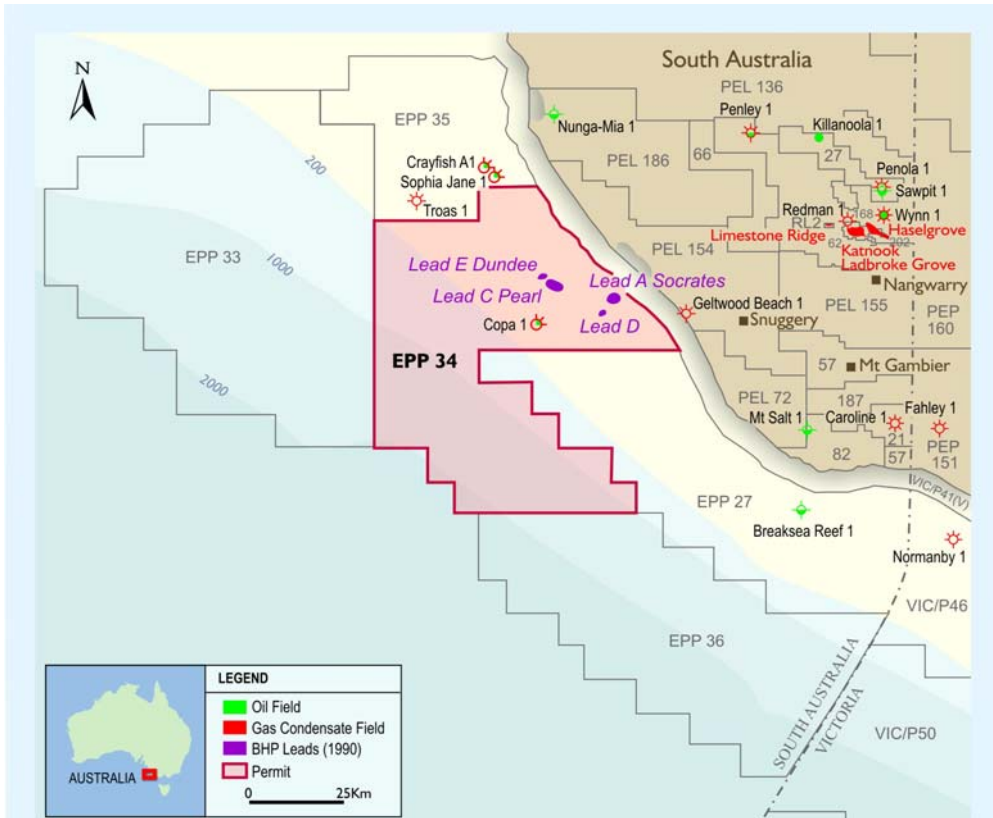 South Australia
N
PEL 136
Penley 1
Killanoola 1
Nunga-Mia 1
EPP 35
66
27
PEL 186
Crayfish A1
Sophia Jane 1
Troas 1
200
Penola 1
Sawpit 1
Redman 1
168
Wynn 1
RL2
Limestone Ridge
62
2
202
Haselgrove
Katnook
Ladbroke Grove
PEL 154
EPP 33
1000
Lead E Dundee
Lead A Socrates
Lead C Pearl
Lead D
Nangwarry
Geltwood Beach 1
PEL 155
Snuggery
PEP
160
Copa 1
EPP 34
2000
57
Mt Gambier
PEL 72
187
Mt Salt 1
Caroline 1
Fahley 1
21
57
PEP
151
82
VIC/P41(V)
EPP 27
Breaksea Reef 1
Normanby 1
VIC/P46
EPP 36
SOUTH AUSTRALIA
VICTORIA
VIC/P50
LEGEND
Oil Field
Gas Condensate Field
BHP Leads (1990)
Permit
0 25Km
AUSTRALIA